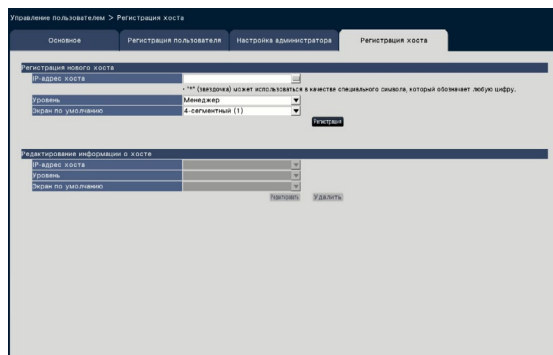 Управление пользователем > Регистрация хоста
Основное Регистрация пользователя Настройка администратора Регистрация хоста
Регистрация нового хоста
IP-адрес хоста
- "*" (звездочка) может использоваться в качестве специального символа, который обозначает любую цифру.
Уровень Менеджер
Экран по умолчанию 4-сегментный (1)
Регистрация
Редактирование информации о хосте
IP-адрес хоста
Уровень
Экран по умолчанию
Удалить